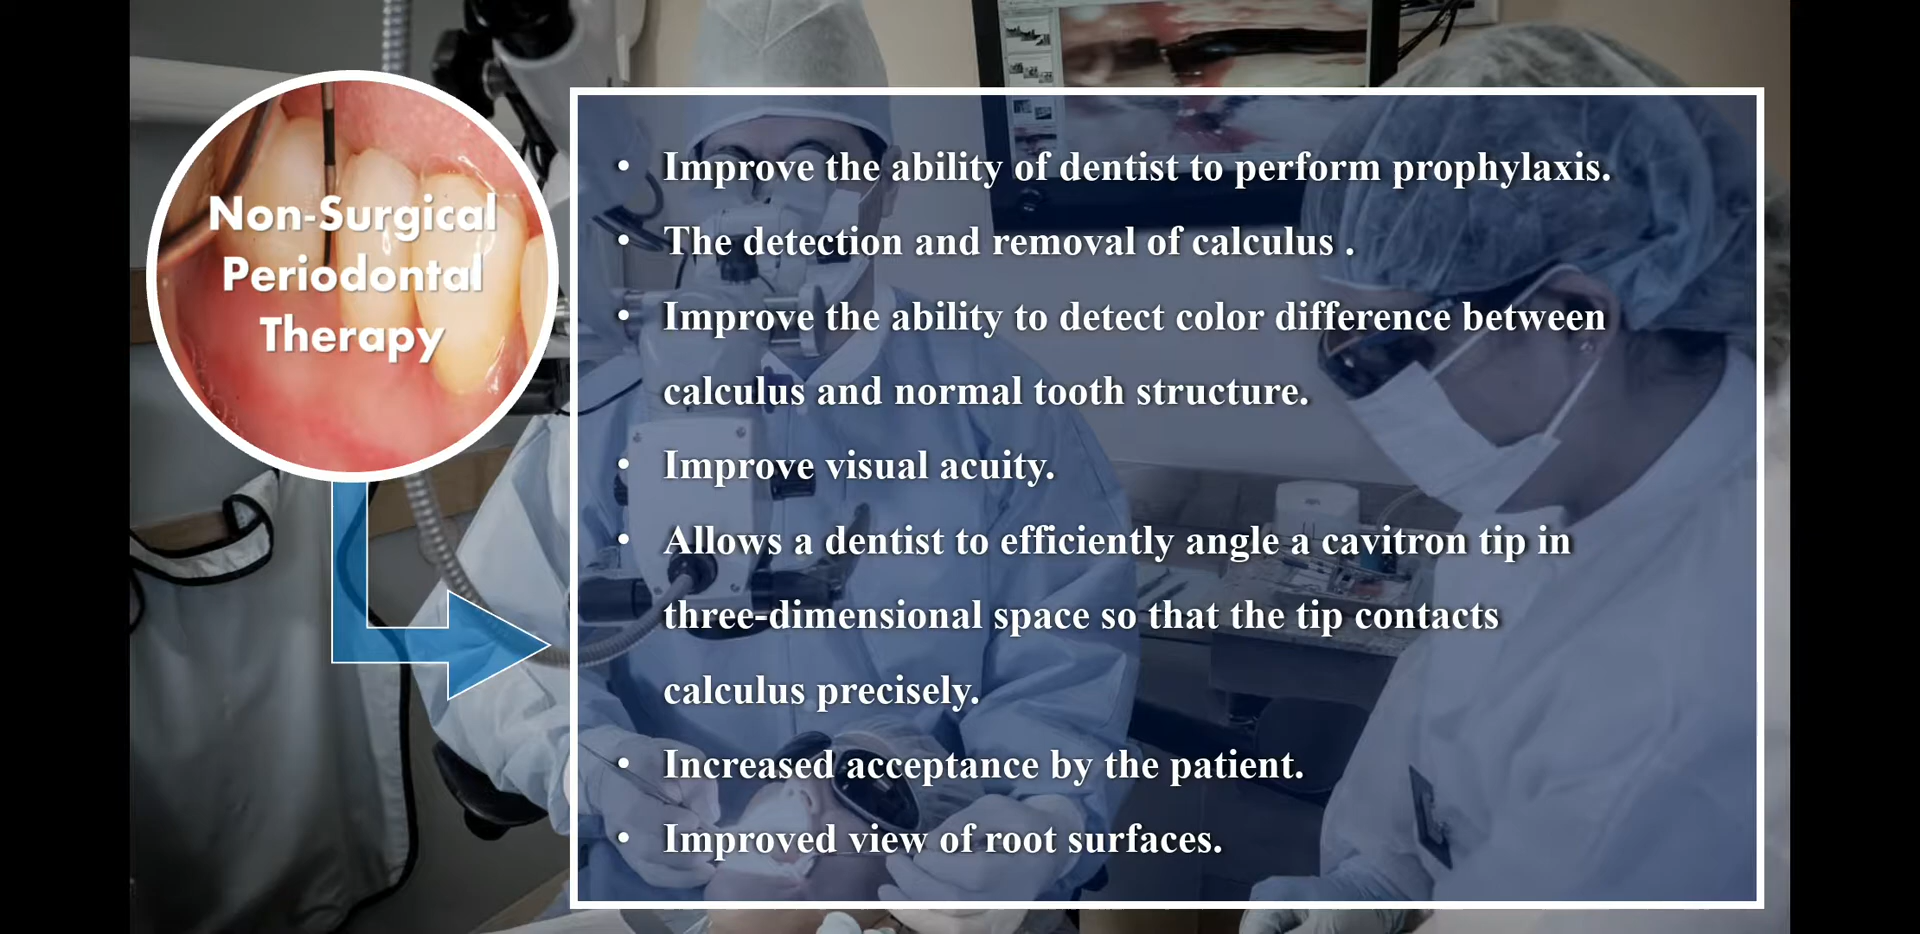 Non-Surgical
Periodontal
Therapy
• Improve the ability of dentist to perform prophylaxis.
• The detection and removal of calculus .
• Improve the ability to detect color difference between
calculus and normal tooth structure.
• Improve visual acuity.
• Allows a dentist to efficiently angle a cavitron tip in
three-dimensional space so that the tip contacts
calculus precisely.
• Increased acceptance by the patient.
• Improved view of root surfaces.